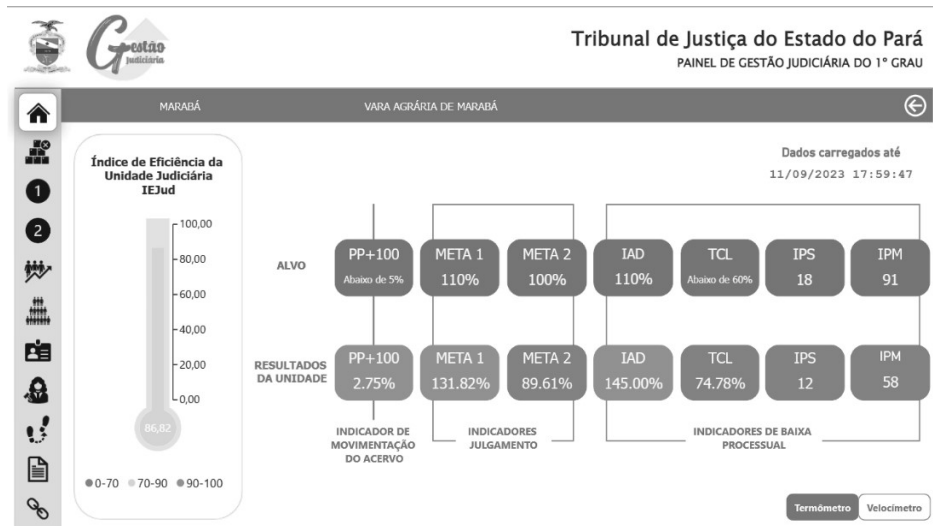 Gestão
Judiciária
Tribunal de Justiça do Estado do Pará
PAINEL DE GESTÃO JUDICIÁRIA DO 1º GRAU
MARABÁ
VARA AGRÁRIA DE MARABÁ
1
2
Índice de Eficiência da
Unidade Judiciária
IEJud
100,00
80,00
60,00
40,00
20,00
0,00
86,82
0-70 70-90 90-100
Dados carregados até
11/09/2023 17:59:47
ALVO
PP+100
Abaixo de 5%
META 1
110%
META 2
100%
IAD
110%
TCL
Abaixo de 60%
IPS
18
IPM
91
RESULTADOS
DA UNIDADE
PP+100
2.75%
META 1
131.82%
META 2
89.61%
IAD
145.00%
TCL
74.78%
IPS
12
IPM
58
INDICADOR DE
MOVIMENTAÇÃO
DO ACERVO
INDICADORES
JULGAMENTO
INDICADORES DE BAIXA
PROCESSUAL
Termômetro
Velocímetro